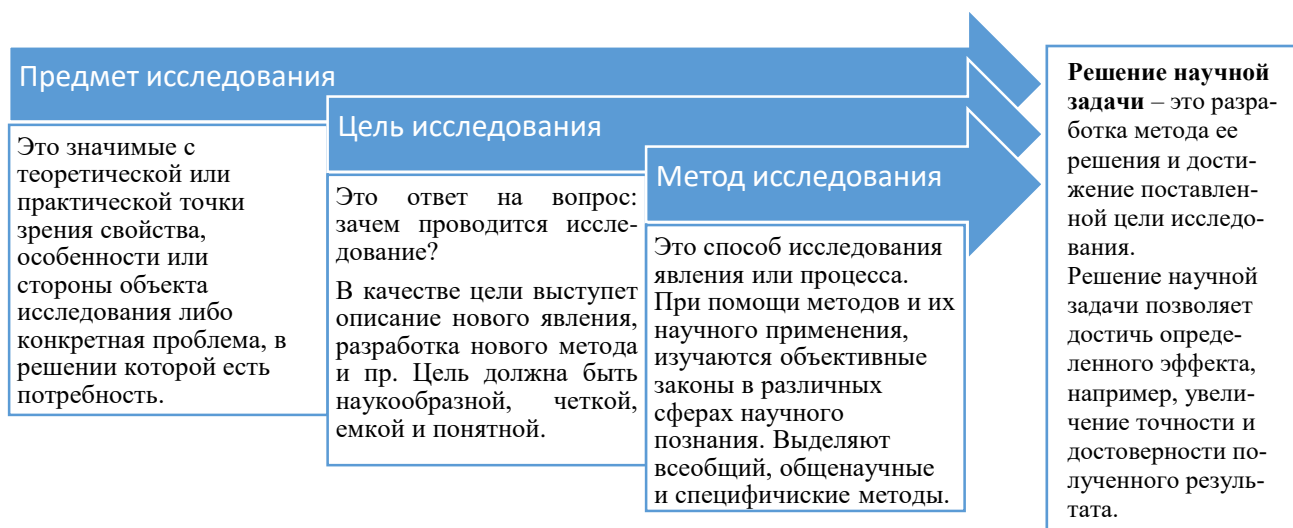 Предмет исследования
Это значимые с
теоретической или
практической точки
зрения свойства,
особенности или
стороны объекта
исследования либо
конкретная проблема, в
решении которой есть
потребность.
Цель исследования
Это ответ на вопрос:
зачем проводится иссле-
дование?
В качестве цели выступет
описание нового явления,
разработка нового метода
и пр. Цель должна быть
наукообразной, четкой,
емкой и понятной.
Метод исследования
Это способ исследования
явления или процесса.
При помощи методов и их
научного применения,
изучаются объективные
законы в различных
сферах научного
познания. Выделяют
всеобщий, общенаучные
и специфичиские методы.
Решение научной
задачи – это разра-
ботка метода ее
решения и дости-
жение поставлен-
ной цели исследо-
вания.
Решение научной
задачи позволяет
достичь опреде-
ленного эффекта,
например, увели-
чение точности и
достоверности по-
лученного резуль-
тата.